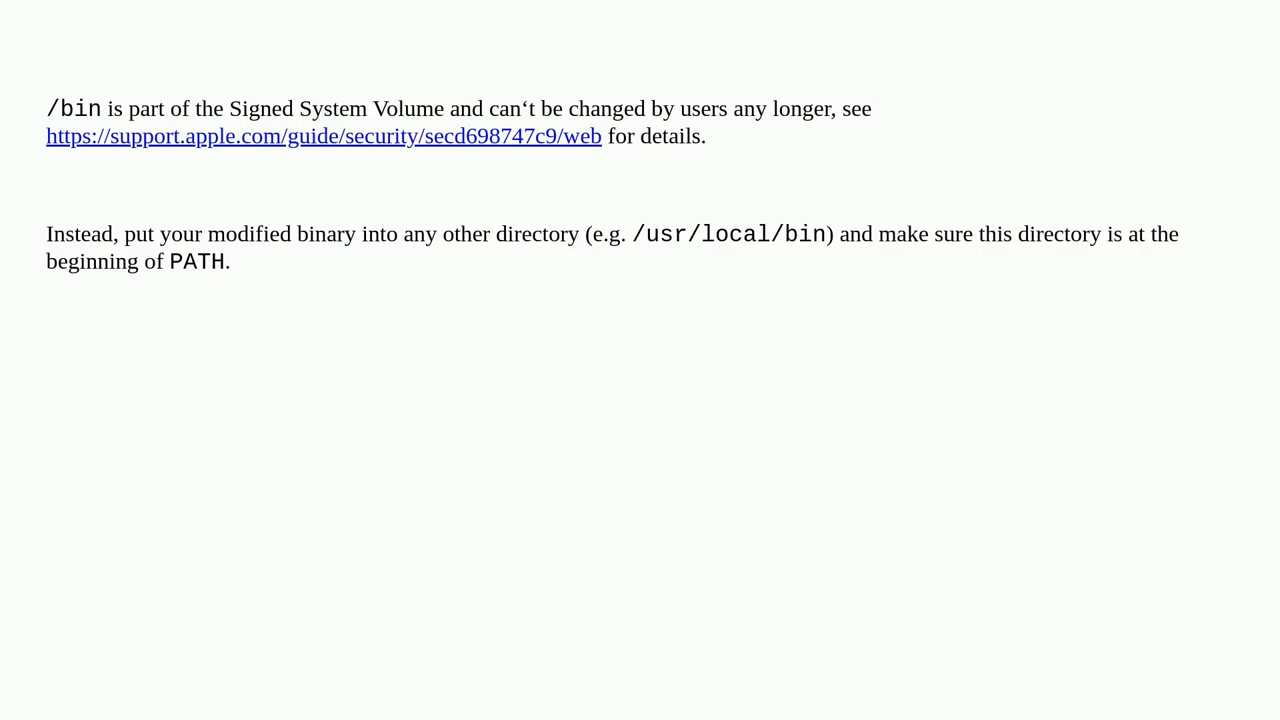 /bin is part of the Signed System Volume and can‘t be changed by users any longer, see
https://support.apple.com/guide/security/secd698747c9/web for details.
Instead, put your modified binary into any other directory (e.g. /usr/local/bin) and make sure this directory is at the
beginning of PATH.